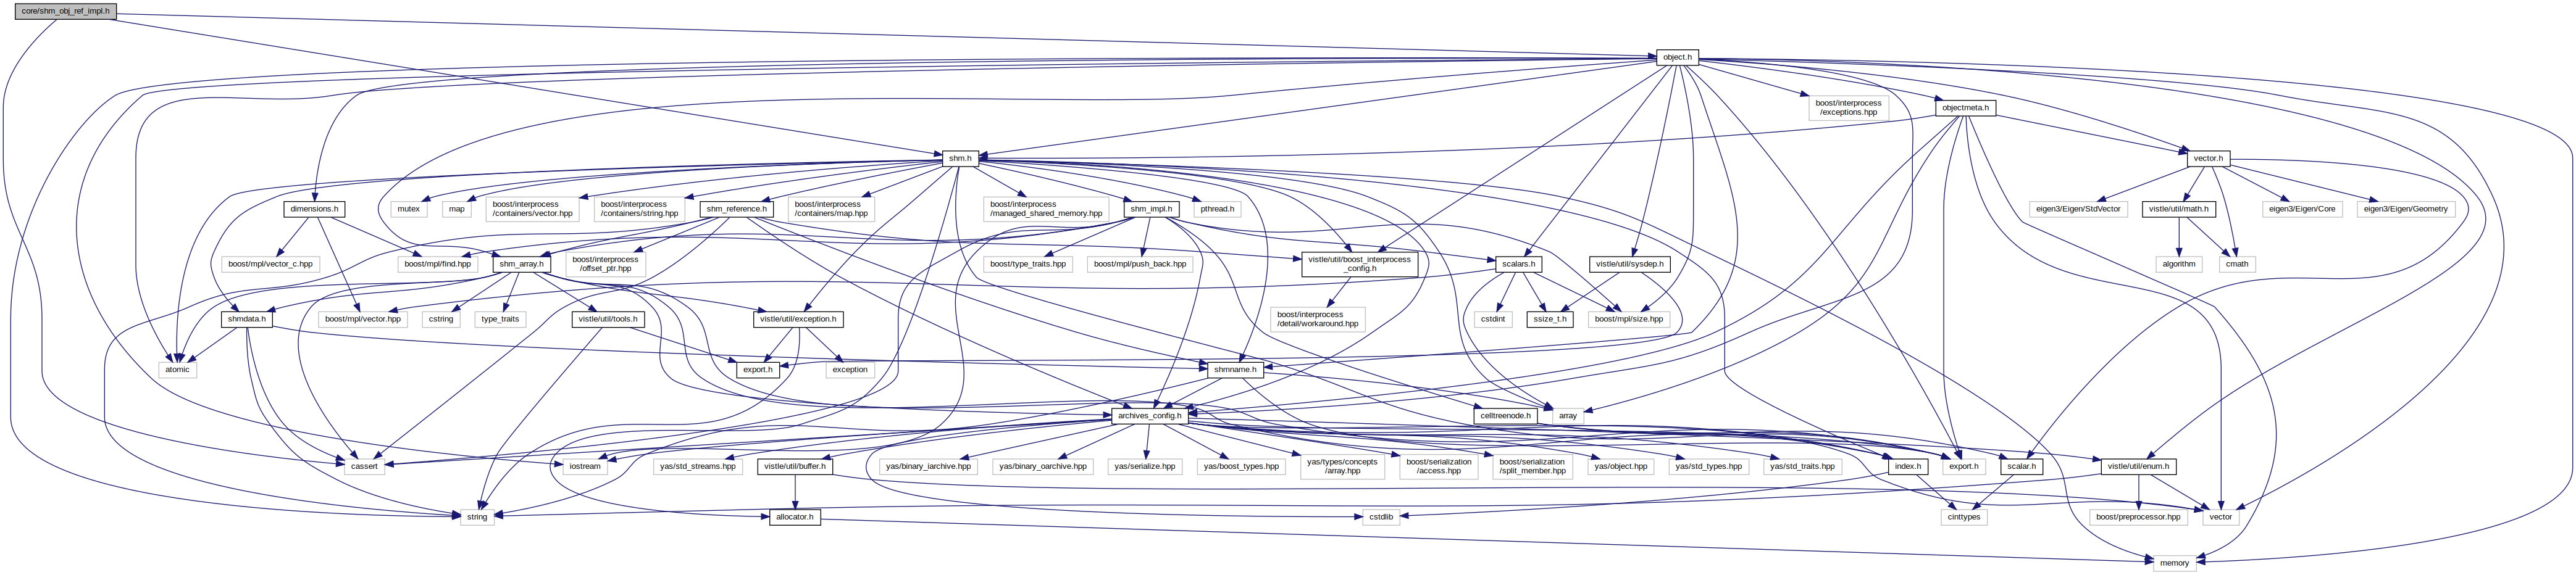 core/shm_obj_ref_impl.h
object.h
boost/interprocess
/exceptions.hpp
objectmeta.h
shm.h
vector.h
dimensions.h
mutex
map
boost/interprocess
/containers/vector.hpp
boost/interprocess
/containers/string.hpp
shm_reference.h
boost/interprocess
/containers/map.hpp
boost/interprocess
/managed_shared_memory.hpp
shm_impl.h
pthread.h
eigen3/Eigen/StdVector
vistle/util/math.h
eigen3/Eigen/Core
eigen3/Eigen/Geometry
boost/mpl/vector_c.hpp
boost/mpl/find.hpp
shm_array.h
boost/interprocess
/offset_ptr.hpp
boost/type_traits.hpp
boost/mpl/push_back.hpp
vistle/util/boost_interprocess
_config.h
scalars.h
vistle/util/sysdep.h
algorithm
cmath
shmdata.h
boost/mpl/vector.hpp
cstring
type_traits
vistle/util/tools.h
vistle/util/exception.h
boost/interprocess
/detail/workaround.hpp
cstdint
ssize_t.h
boost/mpl/size.hpp
atomic
export.h
exception
shmname.h
archives_config.h
celltreenode.h
array
cassert
iostream
yas/std_streams.hpp
vistle/util/buffer.h
yas/binary_iarchive.hpp
yas/binary_oarchive.hpp
yas/serialize.hpp
yas/boost_types.hpp
yas/types/concepts
/array.hpp
boost/serialization
/access.hpp
boost/serialization
/split_member.hpp
yas/object.hpp
yas/std_types.hpp
yas/std_traits.hpp
index.h
export.h
scalar.h
vistle/util/enum.h
string
allocator.h
cstdlib
cinttypes
boost/preprocessor.hpp
vector
memory